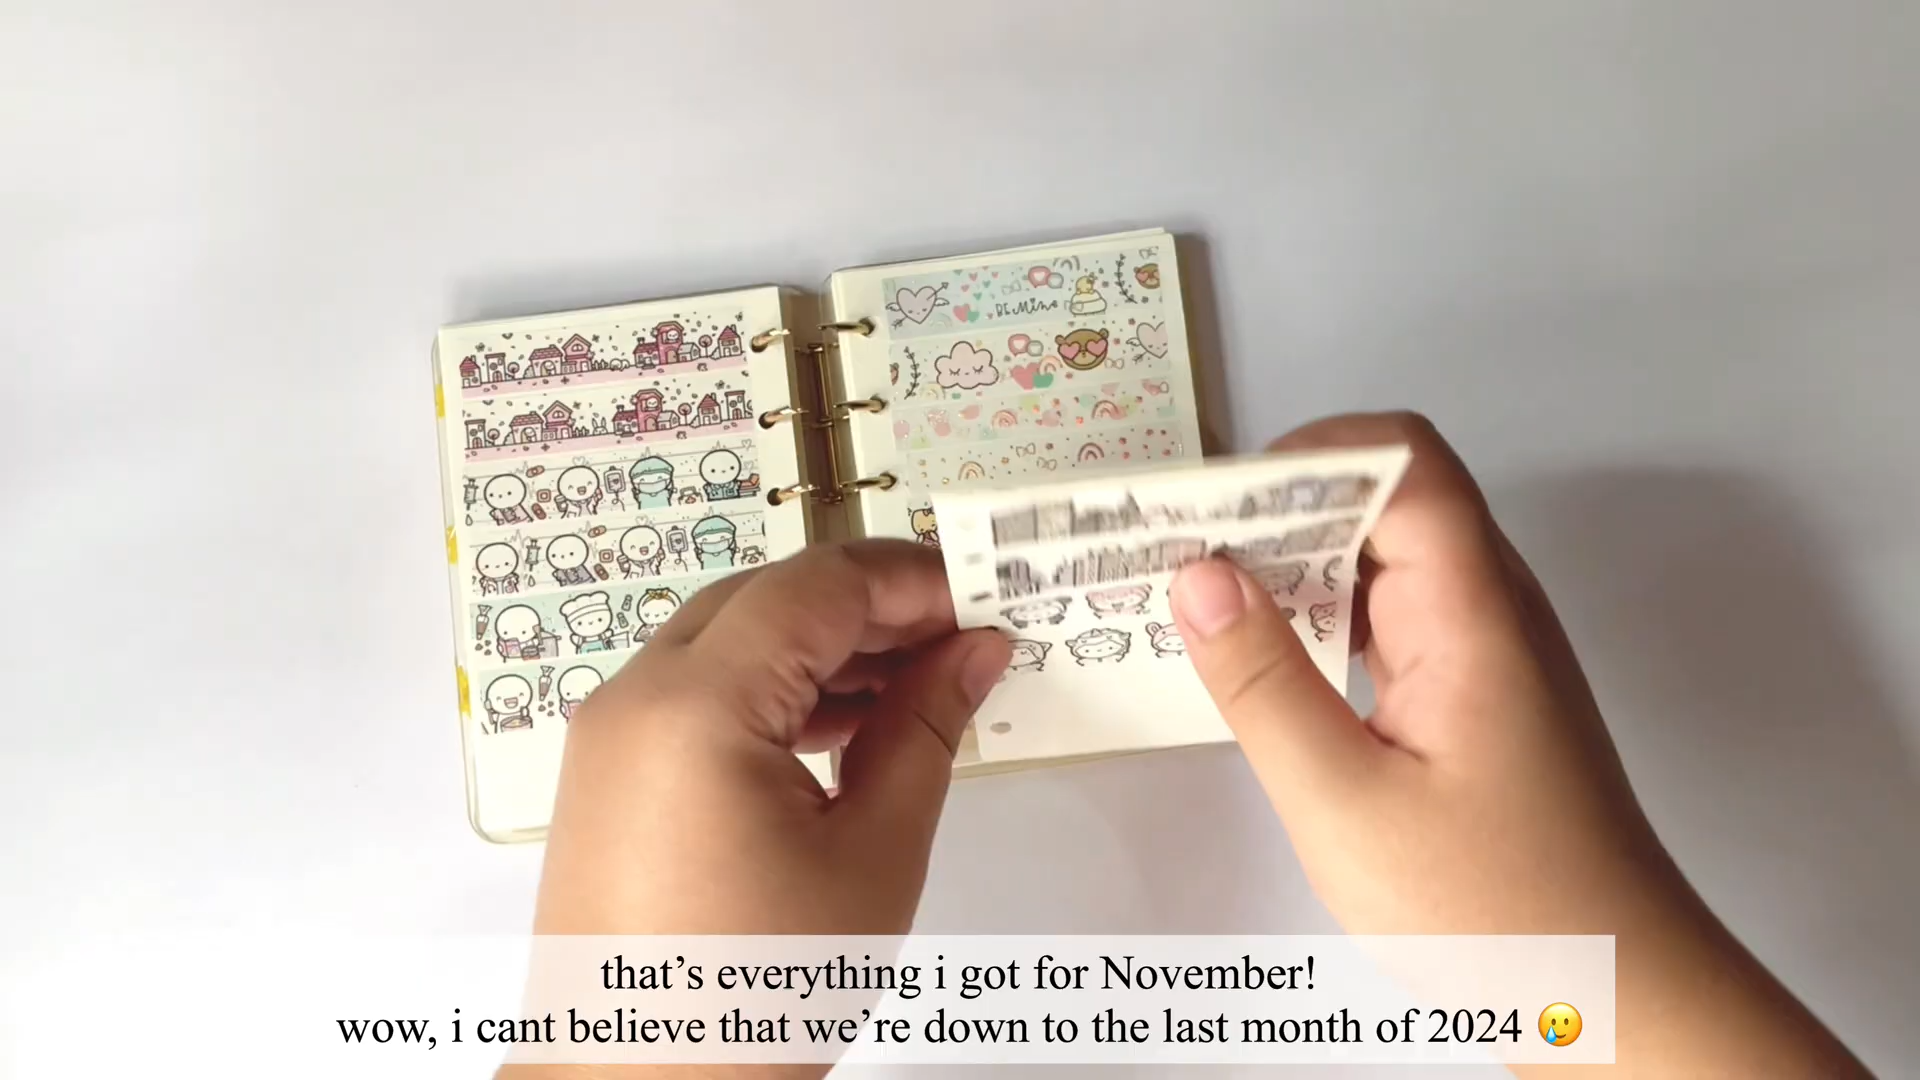 BE Mine
that’s everything i got for November!
wow, i cant believe that we’re down to the last month of 2024 🥲